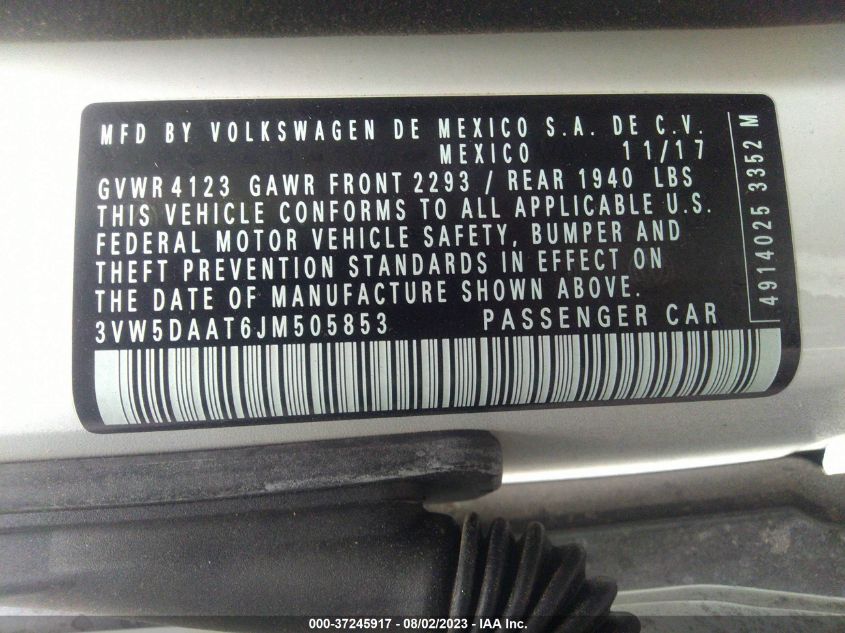 MFD BY VOLKSWAGEN DE MEXICO S.A. DE C.V.
MEXICO 11/17
GVWR 4123 GAWR FRONT 2293 / REAR 1940 LBS
THIS VEHICLE CONFORMS TO ALL APPLICABLE U.S.
FEDERAL MOTOR VEHICLE SAFETY, BUMPER AND
THEFT PREVENTION STANDARDS IN EFFECT ON
THE DATE OF MANUFACTURE SHOWN ABOVE.
3VW5DAAT6JM505853 PASSENGER CAR
4914025 3352 M
000-37245917 - 08/02/2023 - IAA Inc.